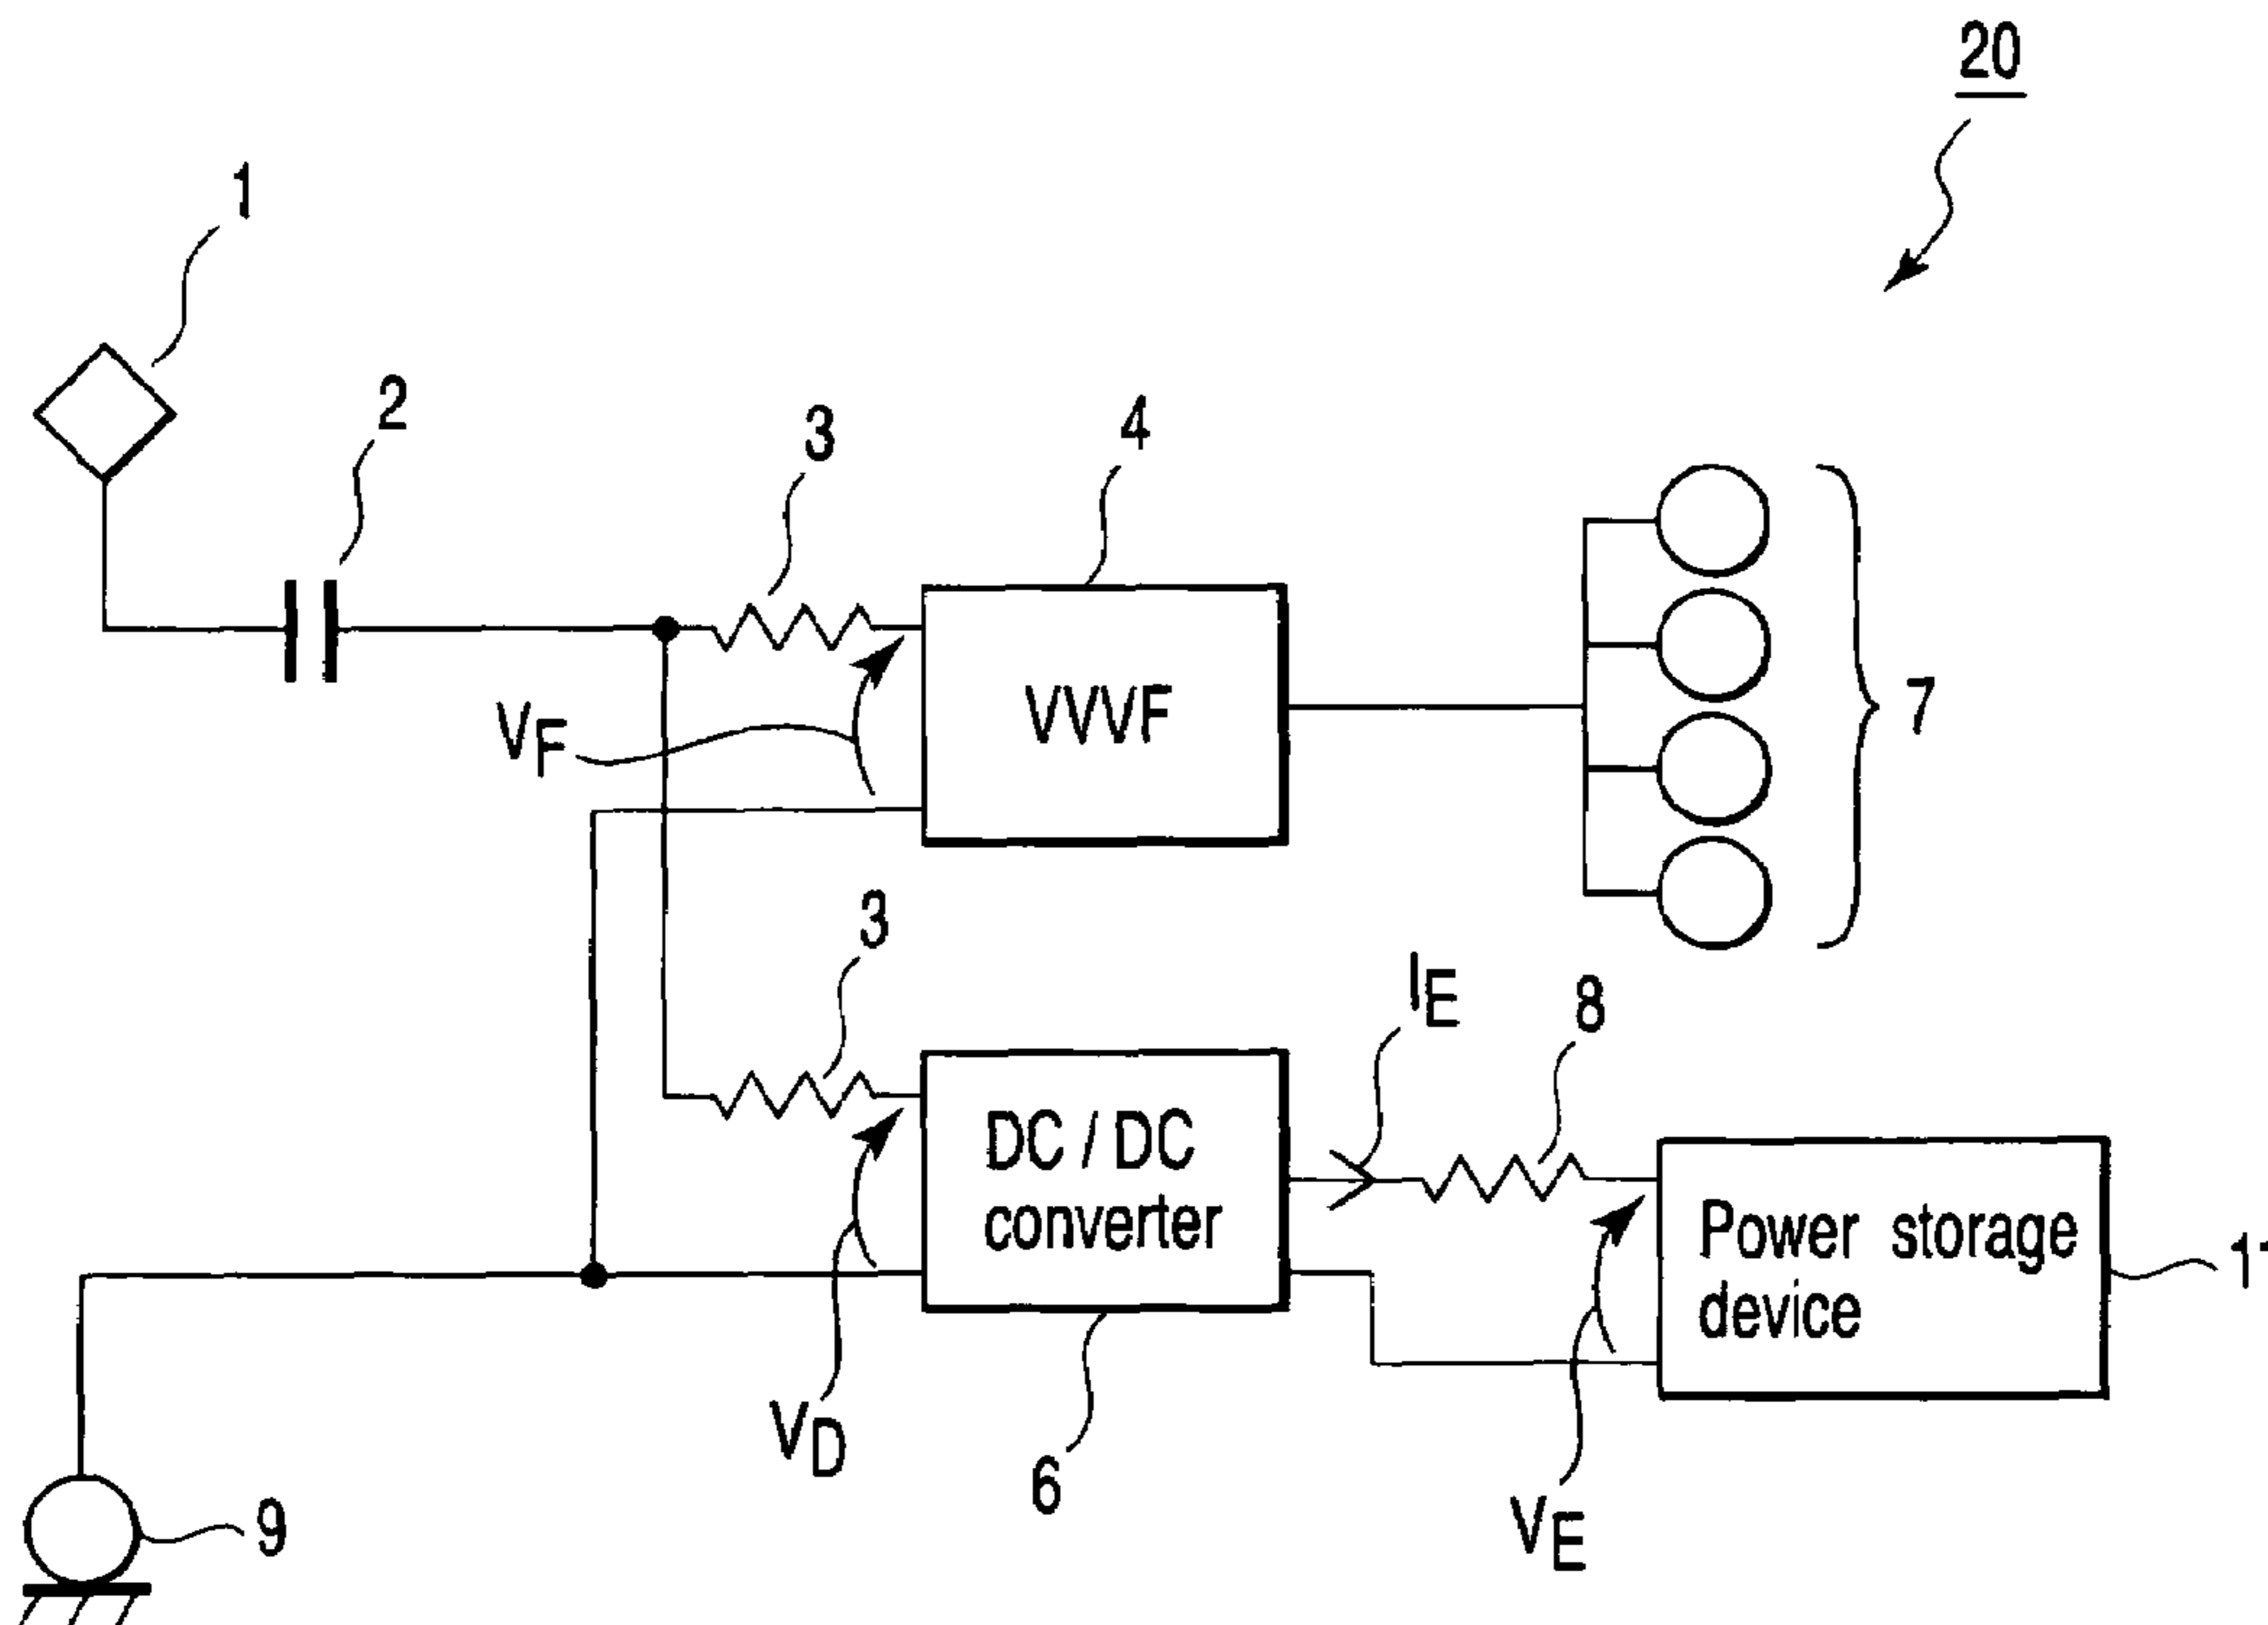 20
1
2
3
4
VF
VVVF
7
3
IE
8
DC / DC
converter
Power storage
device
VD
6
VE
9